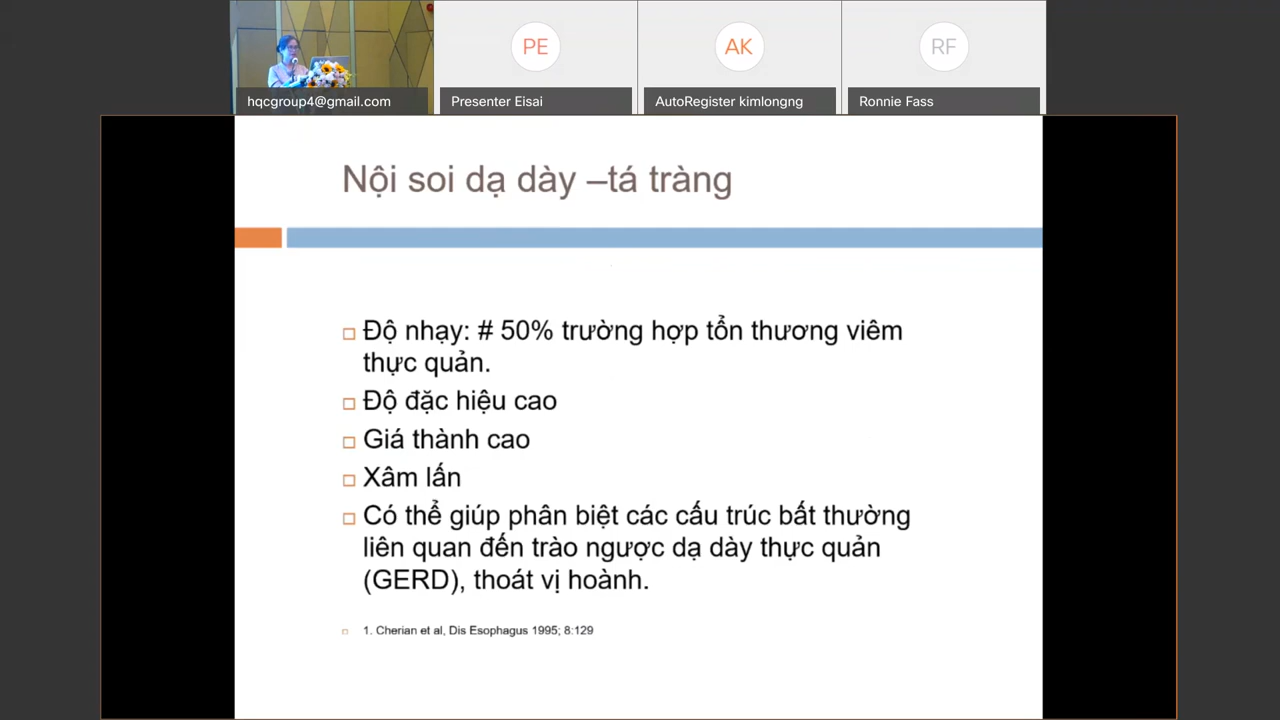 PE
AK
RF
hqcgroup4@gmail.com
Presenter Eisai
AutoRegister kimlongng
Ronnie Fass
Nội soi dạ dày –tá tràng
Độ nhạy: # 50% trường hợp tổn thương viêm
thực quản.
Độ đặc hiệu cao
Giá thành cao
Xâm lấn
Có thể giúp phân biệt các cấu trúc bất thường
liên quan đến trào ngược dạ dày thực quản
(GERD), thoát vị hoành.
1. Cherian et al, Dis Esophagus 1995; 8:129